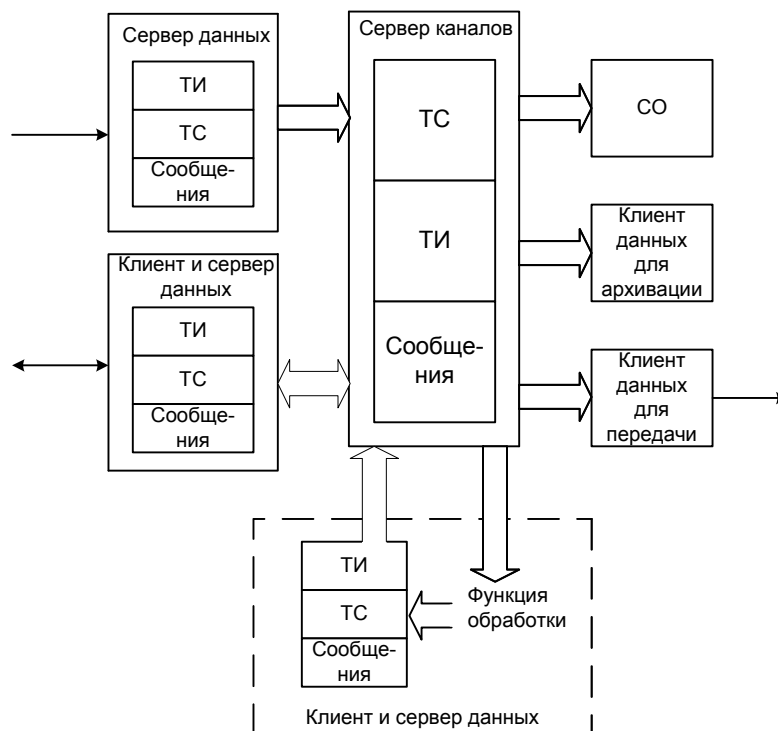 Сервер данных
ТИ
ТС
Сообще-
ния
Клиент и сервер
данных
ТИ
ТС
Сообще-
ния
Сервер каналов
ТС
ТИ
Сообще-
ния
СО
Клиент
данных
для
архивации
Клиент
данных
для
передачи
ТИ
ТС
Сообще-
ния
Функция
обработки
Клиент и сервер данных